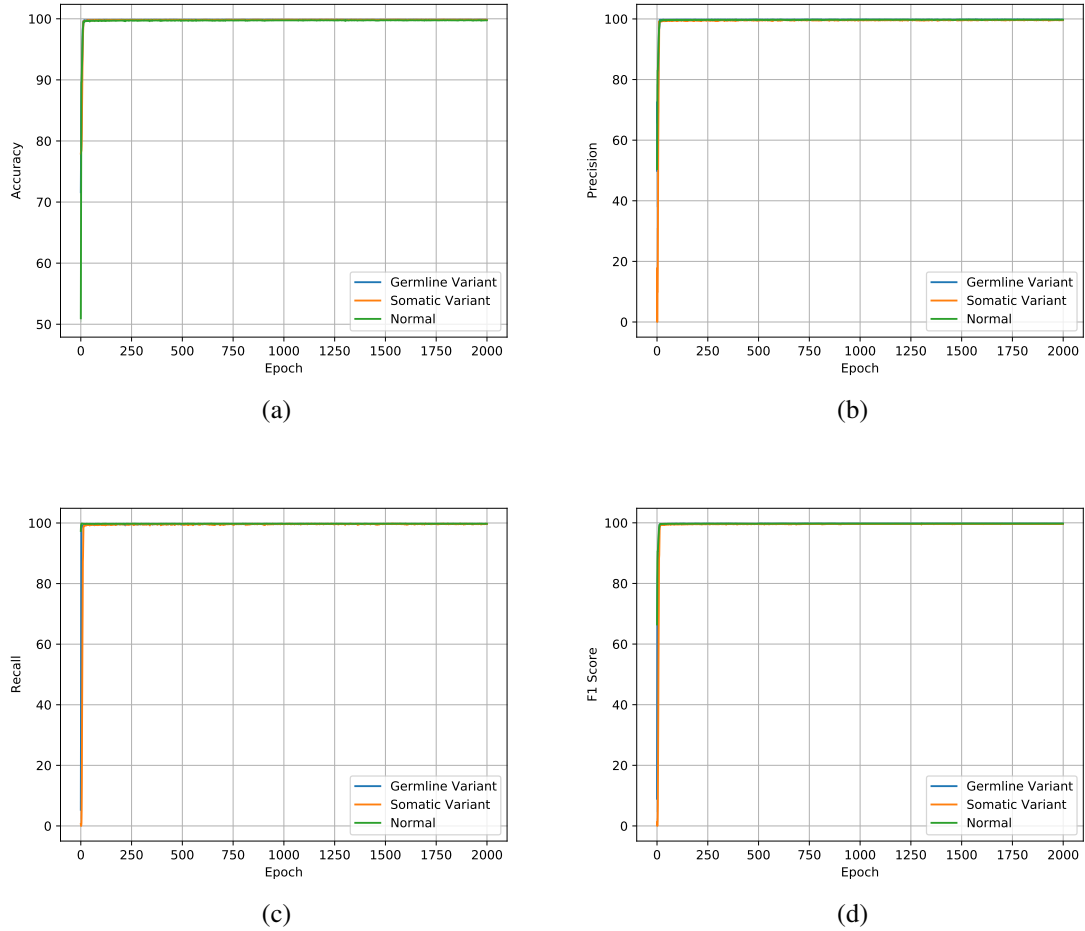 100
90
80
70
60
50
Accuracy
0 250 500 750 1000 1250 1500 1750 2000
Epoch
Germline Variant
Somatic Variant
Normal
(a)
100
80
60
40
20
0
Precision
0 250 500 750 1000 1250 1500 1750 2000
Epoch
Germline Variant
Somatic Variant
Normal
(b)
100
80
60
40
20
0
Recall
0 250 500 750 1000 1250 1500 1750 2000
Epoch
Germline Variant
Somatic Variant
Normal
(c)
100
80
60
40
20
0
F1 Score
0 250 500 750 1000 1250 1500 1750 2000
Epoch
Germline Variant
Somatic Variant
Normal
(d)